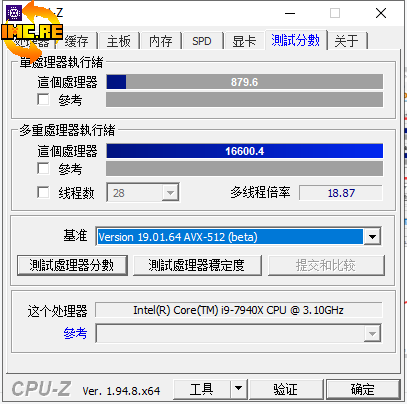 IMC.RE
CPU-Z
处理器 缓存 主板 内存 SPD 显卡 測試分數 关于
單處理器執行緒
這個處理器 879.6
參考
多重處理器執行緒
這個處理器 16600.4
參考
线程数 28 多线程倍率 18.87
基准 Version 19.01.64 AVX-512 (beta)
測試處理器分數 測試處理器穩定度 提交和比较
这个处理器 Intel(R) Core(TM) i9-7940X CPU @ 3.10GHz
參考
CPU-Z Ver. 1.94.8.x64 工具 验证 确定